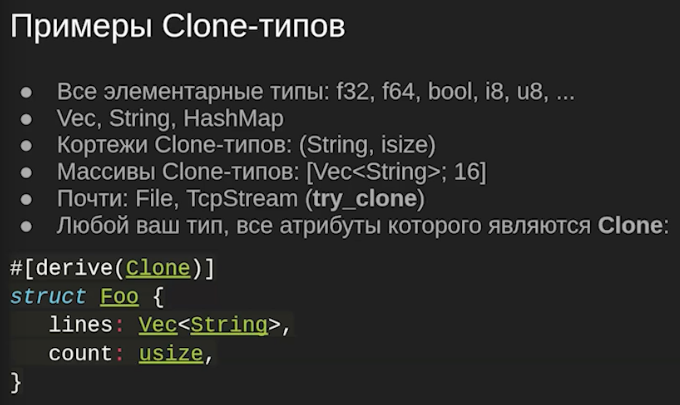 Примеры Clone-типов
● Все элементарные типы: f32, f64, bool, i8, u8, ...
● Vec, String, HashMap
● Кортежи Clone-типов: (String, isize)
● Массивы Clone-типов: [Vec<String>; 16]
● Почти: File, TcpStream (try_clone)
● Любой ваш тип, все атрибуты которого являются Clone:
#[derive(Clone)]
struct Foo {
   lines: Vec<String>,
   count: usize,
}